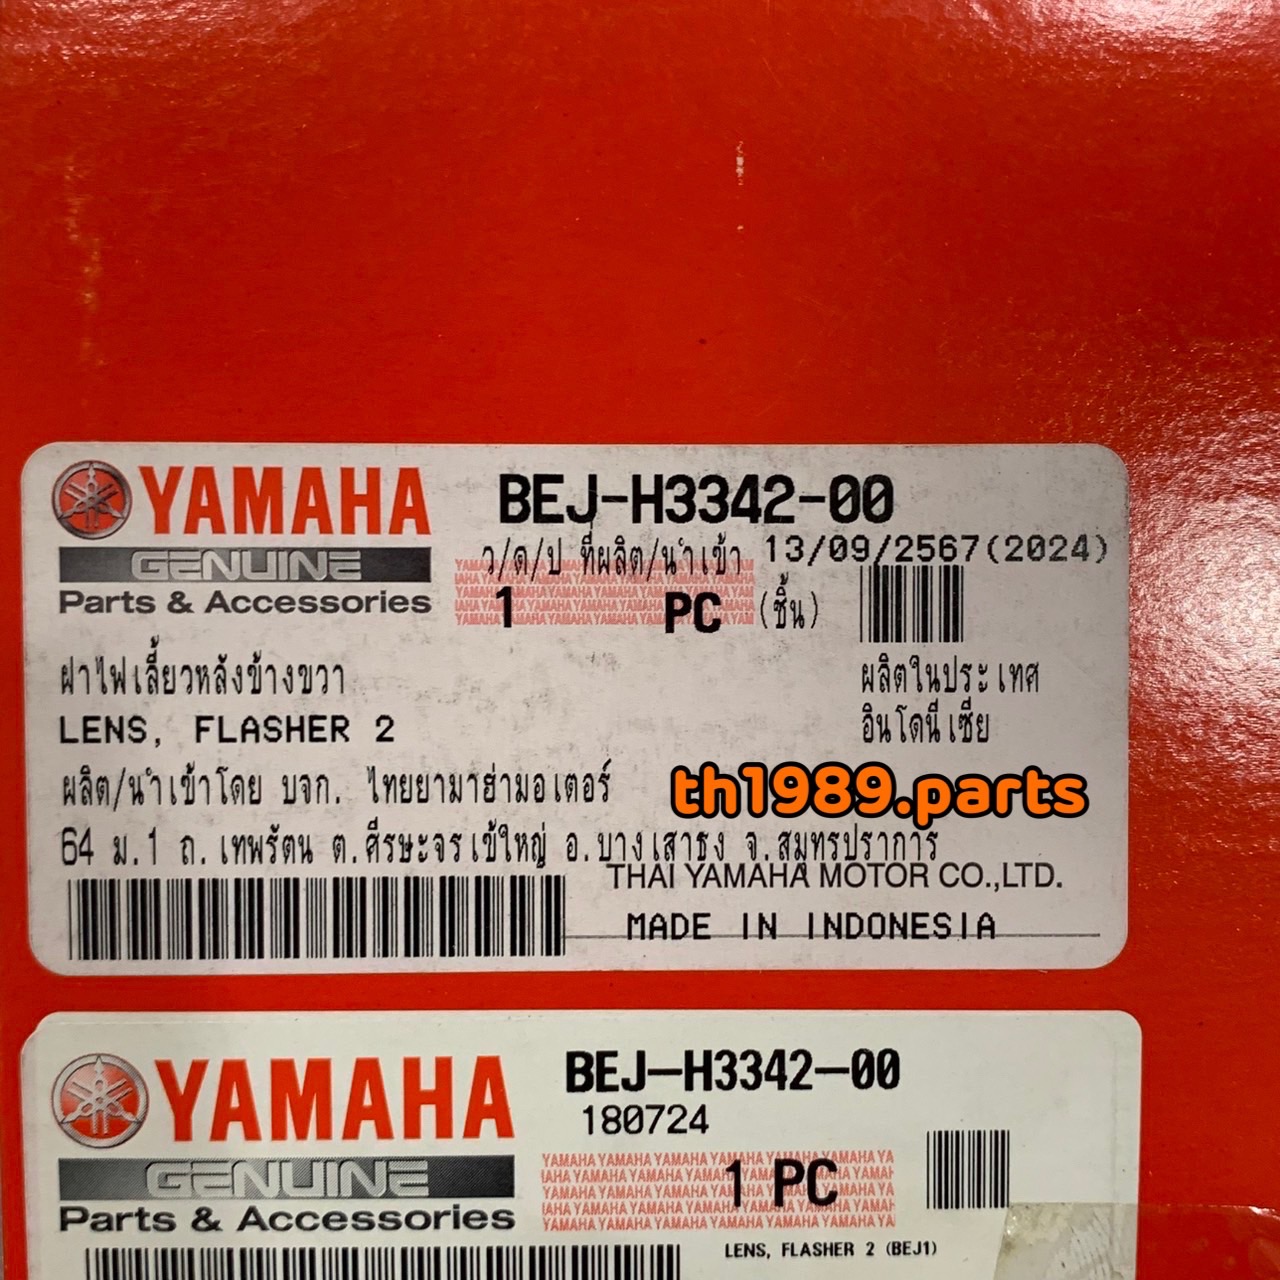 YAMAHA
GENUINE
Parts & Accessories
BEJ-H3342-00
ว/ด/ป ที่ผลิต/นำเข้า 13/09/2567(2024)
1 PC (ชิ้น)
ฝาไฟเลี้ยวหลังข้างขวา
LENS, FLASHER 2
ผลิตในประเทศ
อินโดนีเซีย
ผลิต/นำเข้าโดย บจก. ไทยยามาฮ่ามอเตอร์
th1989.parts
64 ม.1 ถ.เทพรัตน ต.ศีรษะจรเข้ใหญ่ อ.บางเสาธง จ.สมุทรปราการ
THAI YAMAHA MOTOR CO.,LTD.
MADE IN INDONESIA
YAMAHA
GENUINE
Parts & Accessories
BEJ-H3342-00
180724
1 PC
LENS, FLASHER 2 (BEJ1)